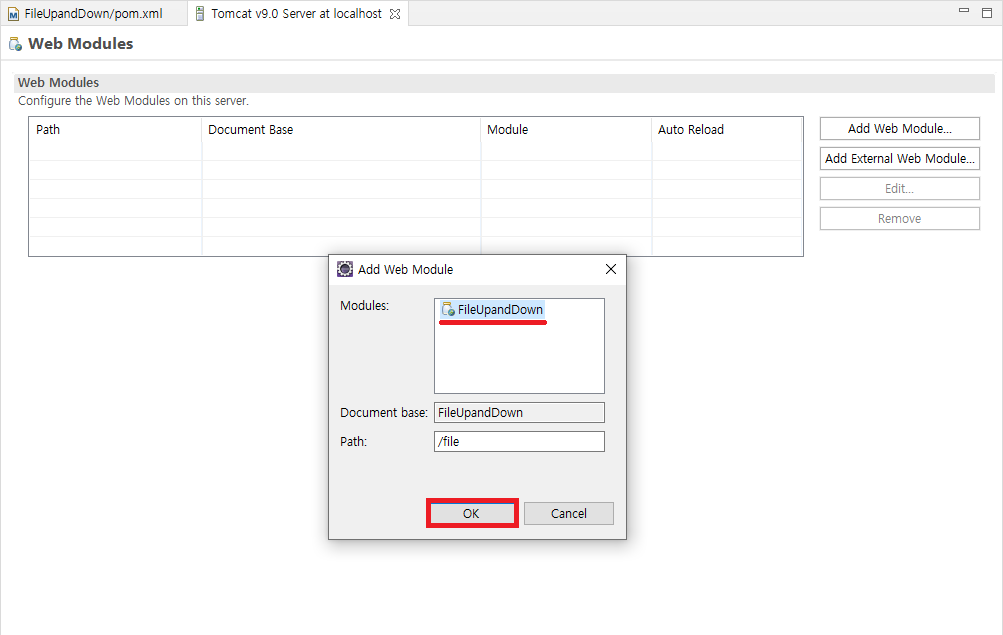 FileUpandDown/pom.xml
Tomcat v9.0 Server at localhost
Web Modules
Web Modules
Configure the Web Modules on this server.
Path Document Base Module Auto Reload
Add Web Module...
Add External Web Module...
Edit...
Remove
Add Web Module
Modules:
FileUpandDown
Document base: FileUpandDown
Path: /file
OK Cancel